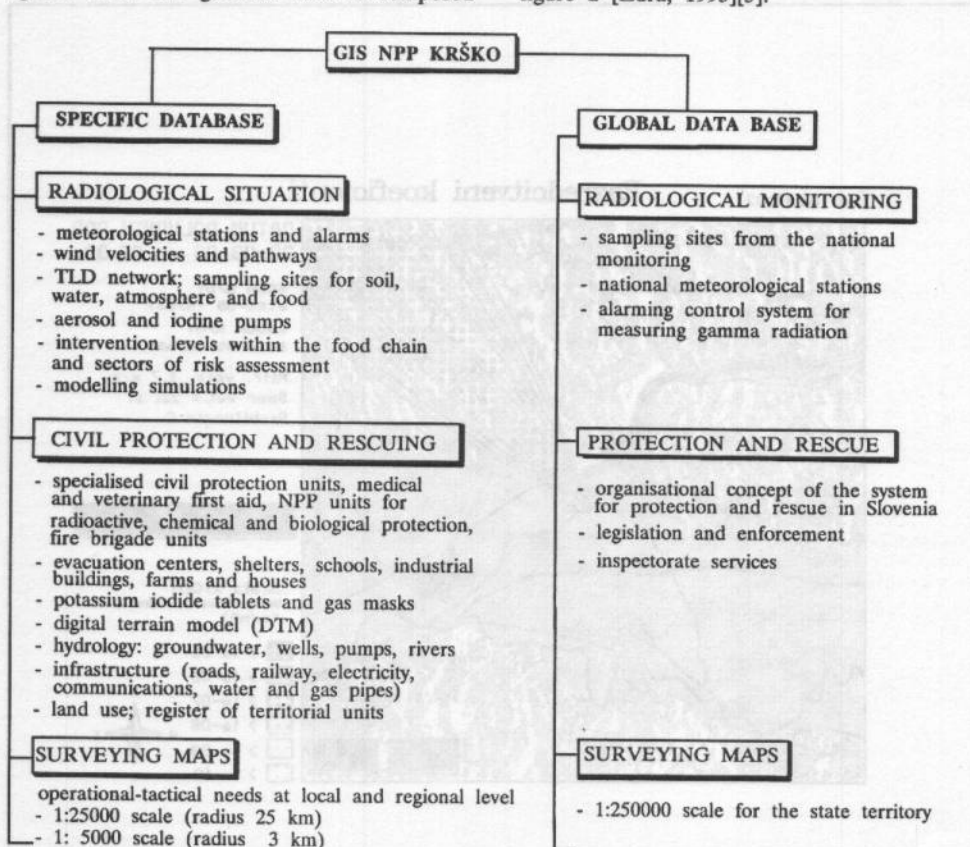 GIS NPP KRŠKO
SPECIFIC DATABASE
RADIOLOGICAL SITUATION
- meteorological stations and alarms
- wind velocities and pathways
- TLD network; sampling sites for soil,
water, atmosphere and food
- aerosol and iodine pumps
- intervention levels within the food chain
and sectors of risk assessment
- modelling simulations
CIVIL PROTECTION AND RESCUING
- specialised civil protection units, medical
and veterinary first aid, NPP units for
radioactive, chemical and biological protection,
fire brigade units
- evacuation centers, shelters, schools, industrial
buildings, farms and houses
- potassium iodide tablets and gas masks
- digital terrain model (DTM)
- hydrology: groundwater, wells, pumps, rivers
- infrastructure (roads, railway, electricity,
communications, water and gas pipes)
- land use; register of territorial units
SURVEYING MAPS
operational-tactical needs at local and regional level
- 1:25000 scale (radius 25 km)
- 1: 5000 scale (radius 3 km)
GLOBAL DATA BASE
RADIOLOGICAL MONITORING
- sampling sites from the national
monitoring
- national meteorological stations
- alarming control system for
measuring gamma radiation
PROTECTION AND RESCUE
- organisational concept of the system
for protection and rescue in Slovenia
- legislation and enforcement
- inspectorate services
SURVEYING MAPS
- 1:250000 scale for the state territory